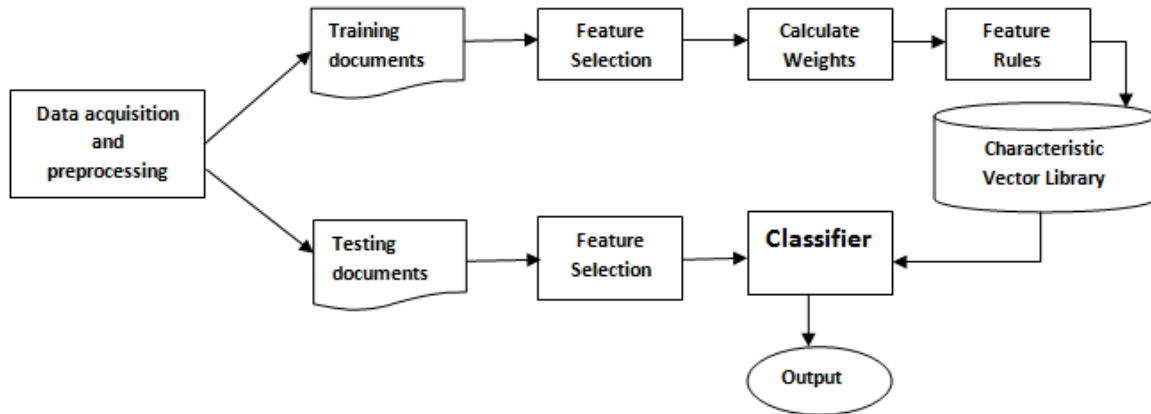 Training
documents
Feature
Selection
Calculate
Weights
Feature
Rules
Data acquisition
and
preprocessing
Characteristic
Vector Library
Testing
documents
Feature
Selection
Classifier
Output